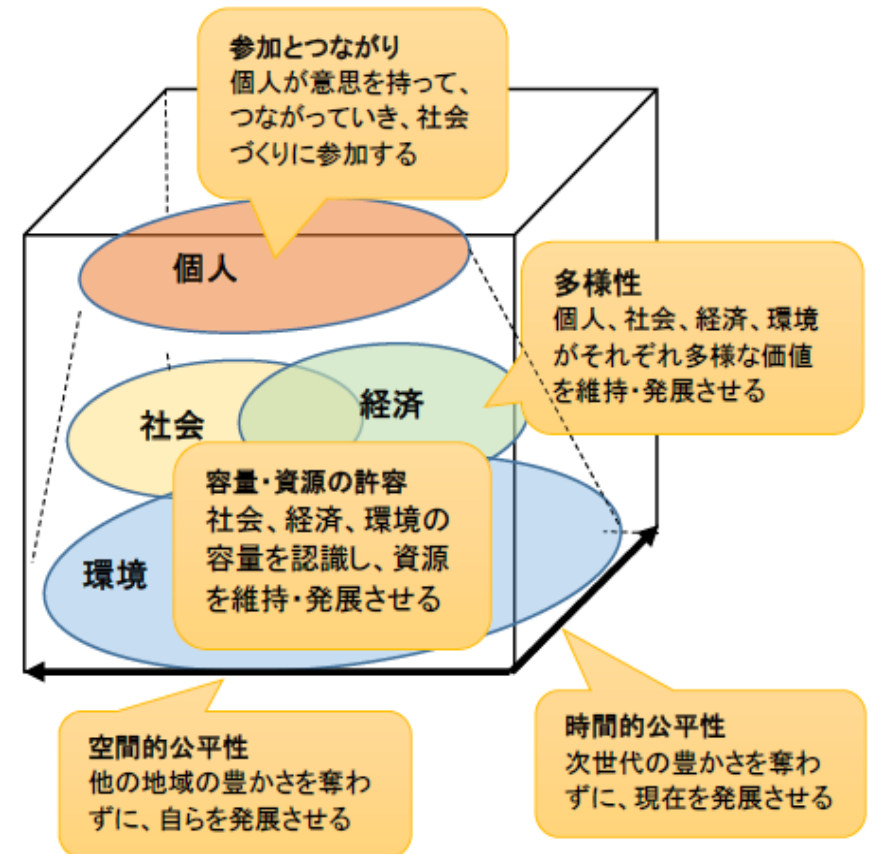 参加とつながり
個人が意思を持って、
つながっていき、社会
づくりに参加する
個人
多様性
個人、社会、経済、環境
がそれぞれ多様な価値
を維持・発展させる
社会
経済
容量・資源の許容
社会、経済、環境の
容量を認識し、資源
を維持・発展させる
環境
空間的公平性
他の地域の豊かさを奪わ
ずに、自らを発展させる
時間的公平性
次世代の豊かさを奪わ
ずに、現在を発展させる